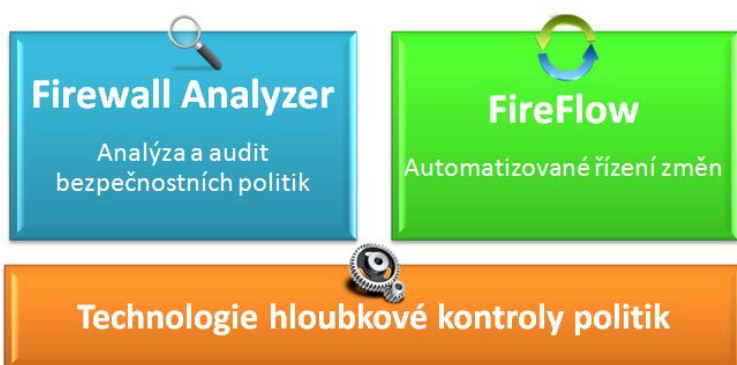 Firewall Analyzer
Analýza a audit
bezpečnostních politik
FireFlow
Automatizované řízení změn
Technologie hloubkové kontroly politik